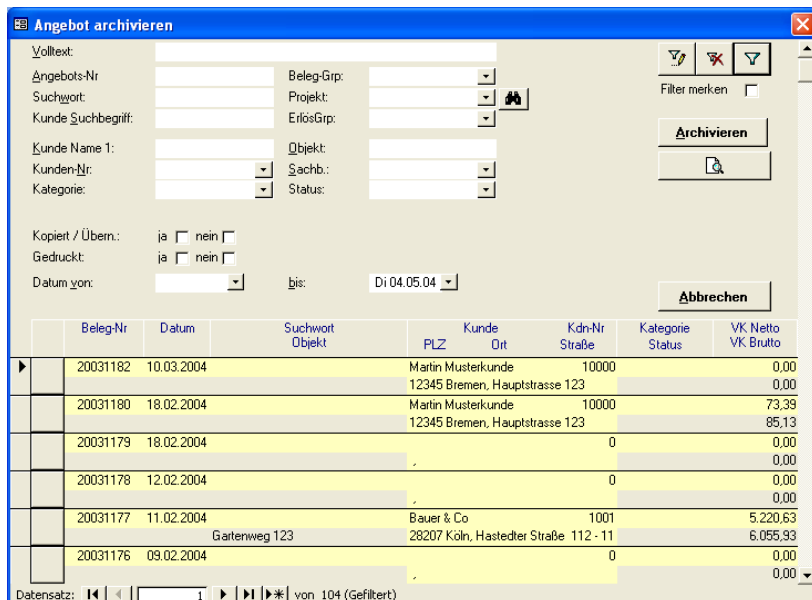 Angebot archivieren
Volltext:
Angebots-Nr Beleg-Grp:
Suchwort: Projekt: Filter merken
Kunde Suchbegriff: ErlösGrp:
Archivieren
Kunde Name 1: Objekt:
Kunden-Nr: Sachb.:
Kategorie: Status:
Kopiert / Übern.: ja nein
Gedruckt: ja nein
Datum von: bis: Di 04.05.04
Abbrechen
Beleg-Nr Datum Suchwort Kunde Kdn-Nr Kategorie VK Netto
Objekt PLZ Ort Straße Status VK Brutto
20031182 10.03.2004 Martin Musterkunde 10000 0,00
12345 Bremen, Hauptstrasse 123 0,00
20031180 18.02.2004 Martin Musterkunde 10000 73,39
12345 Bremen, Hauptstrasse 123 85,13
20031179 18.02.2004 0 0,00
, 0,00
20031178 12.02.2004 0 0,00
, 0,00
20031177 11.02.2004 Bauer & Co 1001 5.220,63
Gartenweg 123 28207 Köln, Hastedter Straße 112 - 11 6.055,93
20031176 09.02.2004 0 0,00
, 0,00
Datensatz: 1 von 104 (Gefiltert)